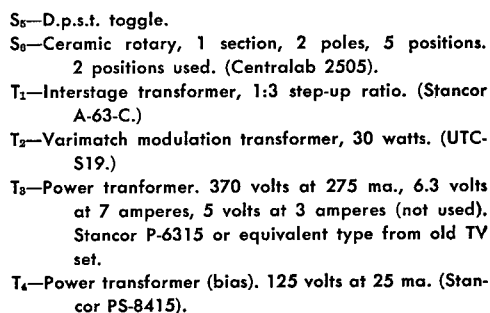 S₅—D.p.s.t. toggle.
S₆—Ceramic rotary, 1 section, 2 poles, 5 positions.
2 positions used. (Centralab 2505).
T₁—Interstage transformer, 1:3 step-up ratio. (Stancor
A-63-C.)
T₂—Varimatch modulation transformer, 30 watts. (UTC-
S19.)
T₃—Power tranformer. 370 volts at 275 ma., 6.3 volts
at 7 amperes, 5 volts at 3 amperes (not used).
Stancor P-6315 or equivalent type from old TV
set.
T₄—Power transformer (bias). 125 volts at 25 ma. (Stan-
cor PS-8415).